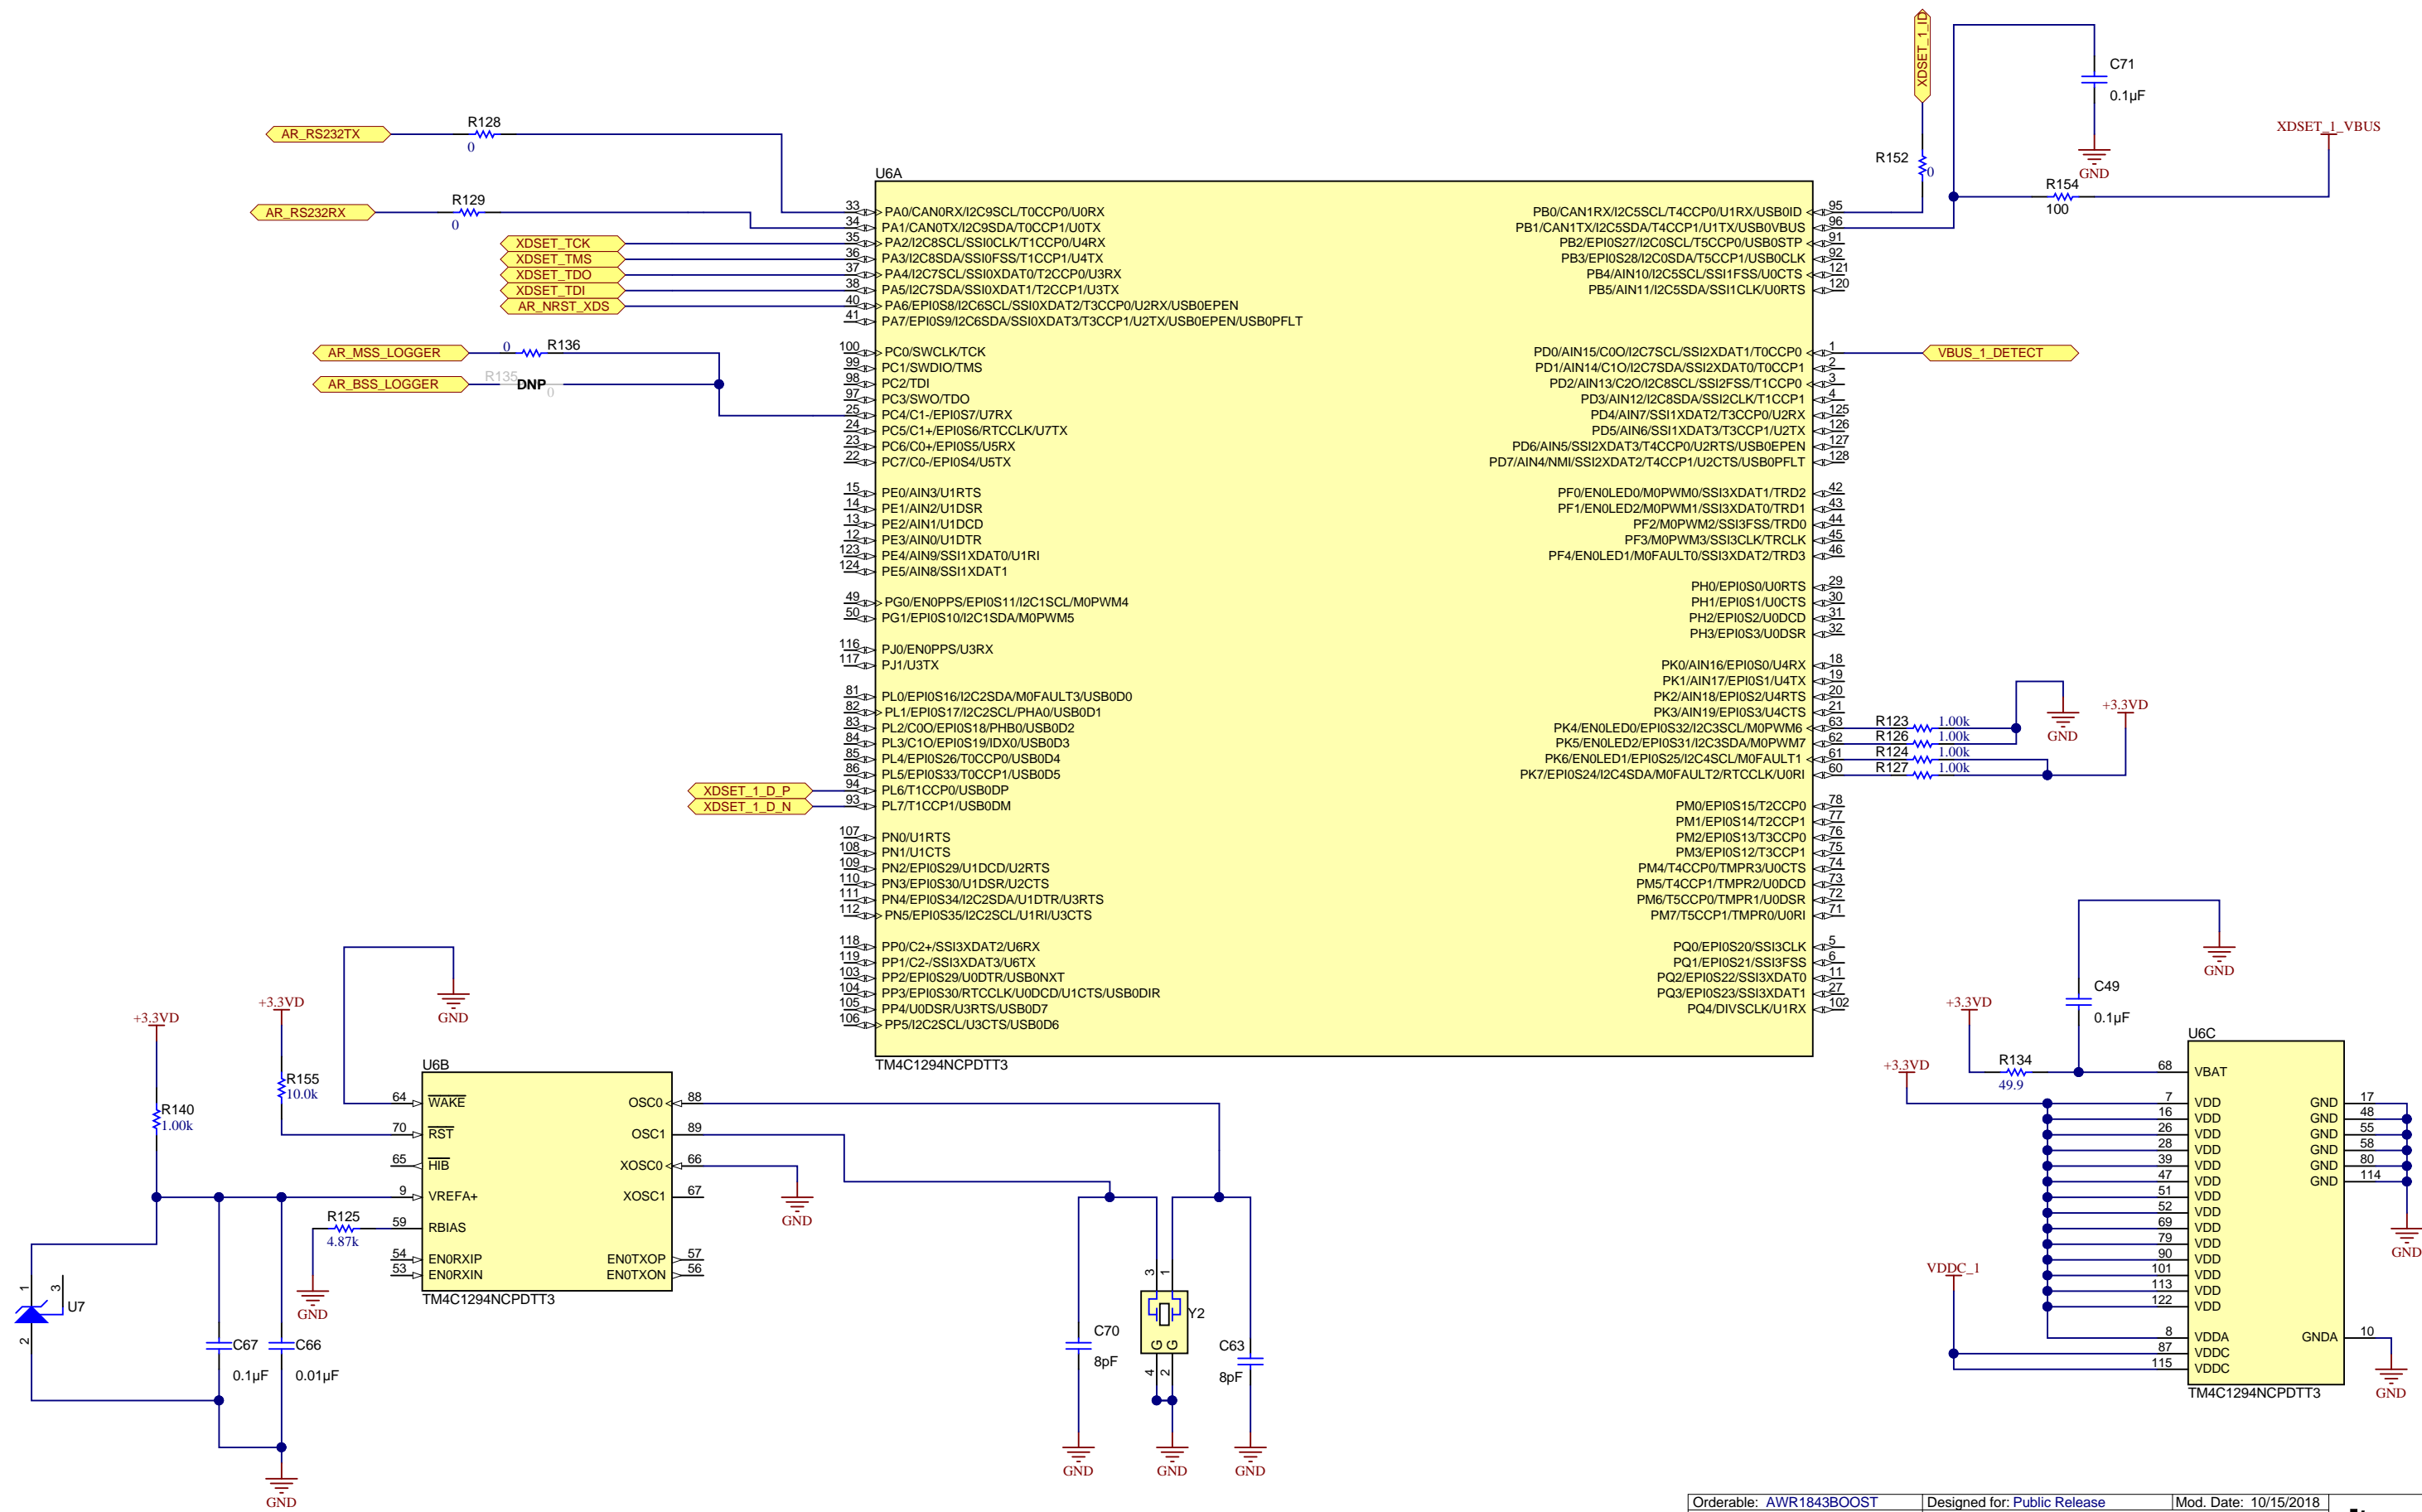 XDSET_1_ID
C71
0.1µF
XDSET_1_VBUS
GND
R152
0
R154
100
AR_RS232TX
R128
0
AR_RS232RX
R129
0
XDSET_TCK
XDSET_TMS
XDSET_TDO
XDSET_TDI
AR_NRST_XDS
AR_MSS_LOGGER
0
R136
AR_BSS_LOGGER
R135
DNP
0
XDSET_1_D_P
XDSET_1_D_N
U6A
33 PA0/CAN0RX/I2C9SCL/T0CCP0/U0RX
34 PA1/CAN0TX/I2C9SDA/T0CCP1/U0TX
35 PA2/I2C8SCL/SSI0CLK/T1CCP0/U4RX
36 PA3/I2C8SDA/SSI0FSS/T1CCP1/U4TX
37 PA4/I2C7SCL/SSI0XDAT0/T2CCP0/U3RX
38 PA5/I2C7SDA/SSI0XDAT1/T2CCP1/U3TX
40 PA6/EPI0S8/I2C6SCL/SSI0XDAT2/T3CCP0/U2RX/USB0EPEN
41 PA7/EPI0S9/I2C6SDA/SSI0XDAT3/T3CCP1/U2TX/USB0EPEN/USB0PFLT
100 PC0/SWCLK/TCK
99 PC1/SWDIO/TMS
98 PC2/TDI
97 PC3/SWO/TDO
25 PC4/C1-/EPI0S7/U7RX
24 PC5/C1+/EPI0S6/RTCCLK/U7TX
23 PC6/C0+/EPI0S5/U5RX
22 PC7/C0-/EPI0S4/U5TX
15 PE0/AIN3/U1RTS
14 PE1/AIN2/U1DSR
13 PE2/AIN1/U1DCD
12 PE3/AIN0/U1DTR
123 PE4/AIN9/SSI1XDAT0/U1RI
124 PE5/AIN8/SSI1XDAT1
49 PG0/EN0PPS/EPI0S11/I2C1SCL/M0PWM4
50 PG1/EPI0S10/I2C1SDA/M0PWM5
116 PJ0/EN0PPS/U3RX
117 PJ1/U3TX
81 PL0/EPI0S16/I2C2SDA/M0FAULT3/USB0D0
82 PL1/EPI0S17/I2C2SCL/PHA0/USB0D1
83 PL2/C0O/EPI0S18/PHB0/USB0D2
84 PL3/C1O/EPI0S19/IDX0/USB0D3
85 PL4/EPI0S26/T0CCP0/USB0D4
86 PL5/EPI0S33/T0CCP1/USB0D5
94 PL6/T1CCP0/USB0DP
93 PL7/T1CCP1/USB0DM
107 PN0/U1RTS
108 PN1/U1CTS
109 PN2/EPI0S29/U1DCD/U2RTS
110 PN3/EPI0S30/U1DSR/U2CTS
111 PN4/EPI0S34/I2C2SDA/U1DTR/U3RTS
112 PN5/EPI0S35/I2C2SCL/U1RI/U3CTS
118 PP0/C2+/SSI3XDAT2/U6RX
119 PP1/C2-/SSI3XDAT3/U6TX
103 PP2/EPI0S29/U0DTR/USB0NXT
104 PP3/EPI0S30/RTCCLK/U0DCD/U1CTS/USB0DIR
105 PP4/U0DSR/U3RTS/USB0D7
106 PP5/I2C2SCL/U3CTS/USB0D6
PB0/CAN1RX/I2C5SCL/T4CCP0/U1RX/USB0ID 95
PB1/CAN1TX/I2C5SDA/T4CCP1/U1TX/USB0VBUS 96
PB2/EPI0S27/I2C0SCL/T5CCP0/USB0STP 91
PB3/EPI0S28/I2C0SDA/T5CCP1/USB0CLK 92
PB4/AIN10/I2C5SCL/SSI1FSS/U0CTS 121
PB5/AIN11/I2C5SDA/SSI1CLK/U0RTS 120
PD0/AIN15/C0O/I2C7SCL/SSI2XDAT1/T0CCP0 1
PD1/AIN14/C1O/I2C7SDA/SSI2XDAT0/T0CCP1 2
PD2/AIN13/C2O/I2C8SCL/SSI2FSS/T1CCP0 3
PD3/AIN12/I2C8SDA/SSI2CLK/T1CCP1 4
PD4/AIN7/SSI1XDAT2/T3CCP0/U2RX 125
PD5/AIN6/SSI1XDAT3/T3CCP1/U2TX 126
PD6/AIN5/SSI2XDAT3/T4CCP0/U2RTS/USB0EPEN 127
PD7/AIN4/NMI/SSI2XDAT2/T4CCP1/U2CTS/USB0PFLT 128
PF0/EN0LED0/M0PWM0/SSI3XDAT1/TRD2 42
PF1/EN0LED2/M0PWM1/SSI3XDAT0/TRD1 43
PF2/M0PWM2/SSI3FSS/TRD0 44
PF3/M0PWM3/SSI3CLK/TRCLK 45
PF4/EN0LED1/M0FAULT0/SSI3XDAT2/TRD3 46
PH0/EPI0S0/U0RTS 29
PH1/EPI0S1/U0CTS 30
PH2/EPI0S2/U0DCD 31
PH3/EPI0S3/U0DSR 32
PK0/AIN16/EPI0S0/U4RX 18
PK1/AIN17/EPI0S1/U4TX 19
PK2/AIN18/EPI0S2/U4RTS 20
PK3/AIN19/EPI0S3/U4CTS 21
PK4/EN0LED0/EPI0S32/I2C3SCL/M0PWM6 63
PK5/EN0LED2/EPI0S31/I2C3SDA/M0PWM7 62
PK6/EN0LED1/EPI0S25/I2C4SCL/M0FAULT1 61
PK7/EPI0S24/I2C4SDA/M0FAULT2/RTCCLK/U0RI 60
PM0/EPI0S15/T2CCP0 78
PM1/EPI0S14/T2CCP1 77
PM2/EPI0S13/T3CCP0 76
PM3/EPI0S12/T3CCP1 75
PM4/T4CCP0/TMPR3/U0CTS 74
PM5/T4CCP1/TMPR2/U0DCD 73
PM6/T5CCP0/TMPR1/U0DSR 72
PM7/T5CCP1/TMPR0/U0RI 71
PQ0/EPI0S20/SSI3CLK 5
PQ1/EPI0S21/SSI3FSS 6
PQ2/EPI0S22/SSI3XDAT0 11
PQ3/EPI0S23/SSI3XDAT1 27
PQ4/DIVSCLK/U1RX 102
TM4C1294NCPDTT3
VBUS_1_DETECT
R123 1.00k
R126 1.00k
R124 1.00k
R127 1.00k
GND
+3.3VD
+3.3VD
+3.3VD
GND
R140
1.00k
R155
10.0k
U6B
64 WAKE
70 RST
65 HIB
9 VREFA+
59 RBIAS
54 EN0RXIP
53 EN0RXIN
OSC0 88
OSC1 89
XOSC0 66
XOSC1 67
EN0TXOP 57
EN0TXON 56
TM4C1294NCPDTT3
R125
4.87k
GND
GND
1
3
2
U7
C67
0.1µF
C66
0.01µF
GND
C70
8pF
3
1
Y2
G G
4
2
C63
8pF
GND
GND
GND
GND
C49
0.1µF
+3.3VD
R134
49.9
+3.3VD
VDDC_1
U6C
68 VBAT
7 VDD
16 VDD
26 VDD
28 VDD
39 VDD
47 VDD
51 VDD
52 VDD
69 VDD
79 VDD
90 VDD
101 VDD
113 VDD
122 VDD
8 VDDA
87 VDDC
115 VDDC
GND 17
GND 48
GND 55
GND 58
GND 80
GND 114
GNDA 10
TM4C1294NCPDTT3
GND
GND
Orderable: AWR1843BOOST
Designed for: Public Release
Mod. Date: 10/15/2018